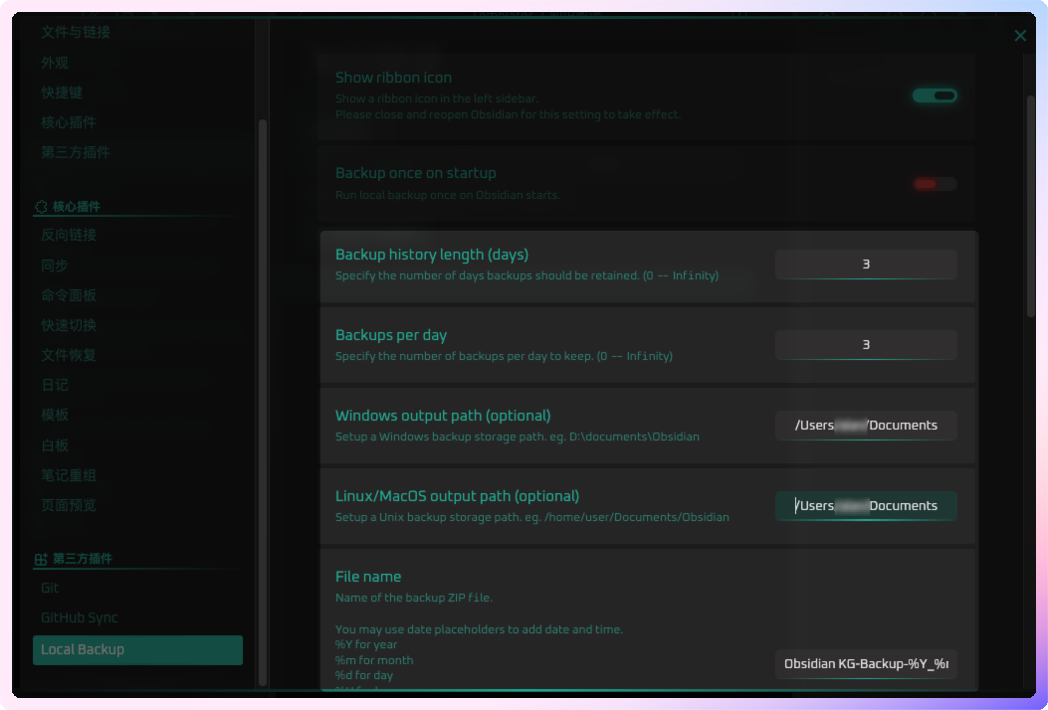 文件与链接
外观
快捷键
核心插件
第三方插件
核心插件
反向链接
同步
命令面板
快速切换
文件恢复
日记
模板
白板
笔记重组
页面预览
第三方插件
Git
GitHub Sync
Local Backup
Show ribbon icon
Show a ribbon icon in the left sidebar.
Please close and reopen Obsidian for this setting to take effect.
Backup once on startup
Run local backup once on Obsidian starts.
Backup history length (days)
Specify the number of days backups should be retained. (0 -- Infinity)
3
Backups per day
Specify the number of backups per day to keep. (0 -- Infinity)
3
Windows output path (optional)
Setup a Windows backup storage path. eg. D:\documents\Obsidian
/Users /Documents
Linux/MacOS output path (optional)
Setup a Unix backup storage path. eg. /home/user/Documents/Obsidian
/Users Documents
File name
Name of the backup ZIP file.
You may use date placeholders to add date and time.
%Y for year
%m for month
%d for day
Obsidian KG-Backup-%Y_%